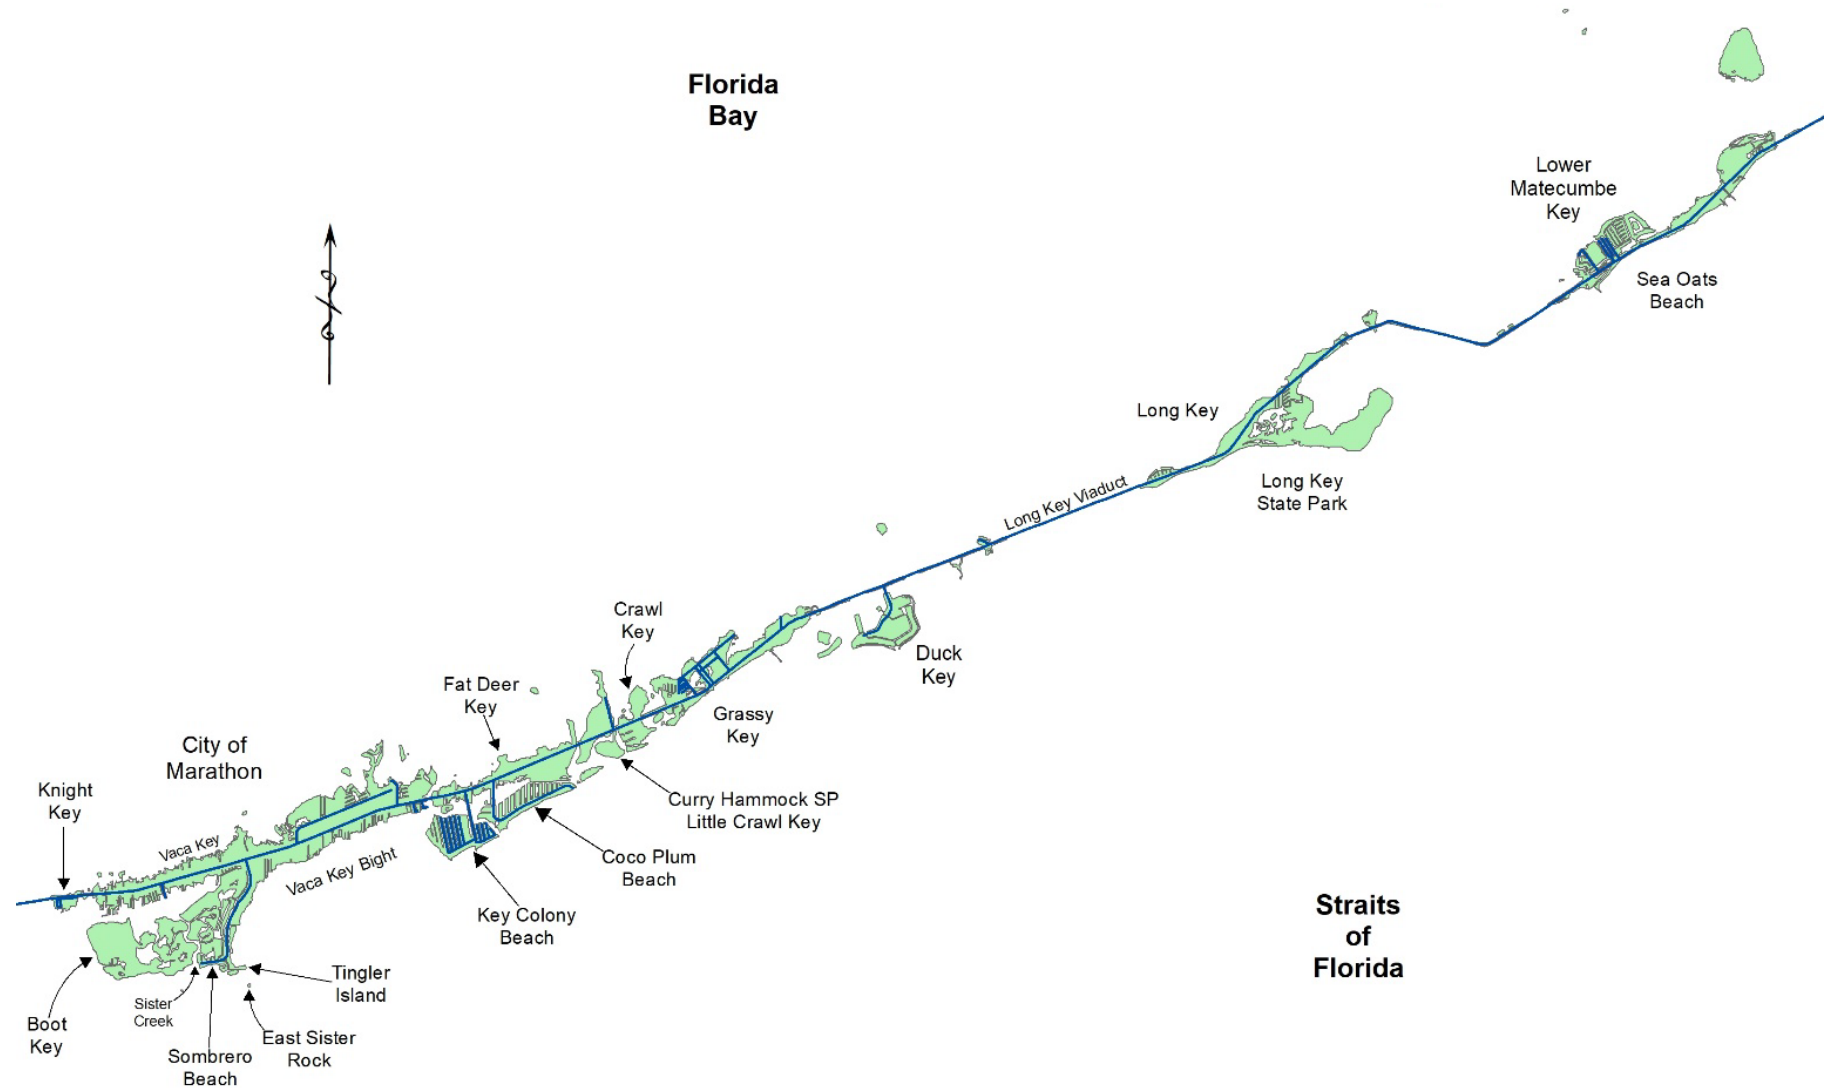 Florida
Bay
Lower
Matecumbe
Key
Sea Oats
Beach
Long Key
Long Key
State Park
Long Key Viaduct
Crawl
Key
Duck
Key
Fat Deer
Key
Grassy
Key
City of
Marathon
Knight
Key
Curry Hammock SP
Little Crawl Key
Vaca Key
Vaca Key Bight
Coco Plum
Beach
Key Colony
Beach
Straits
of
Florida
Tingler
Island
Sister
Creek
Boot
Key
East Sister
Rock
Sombrero
Beach